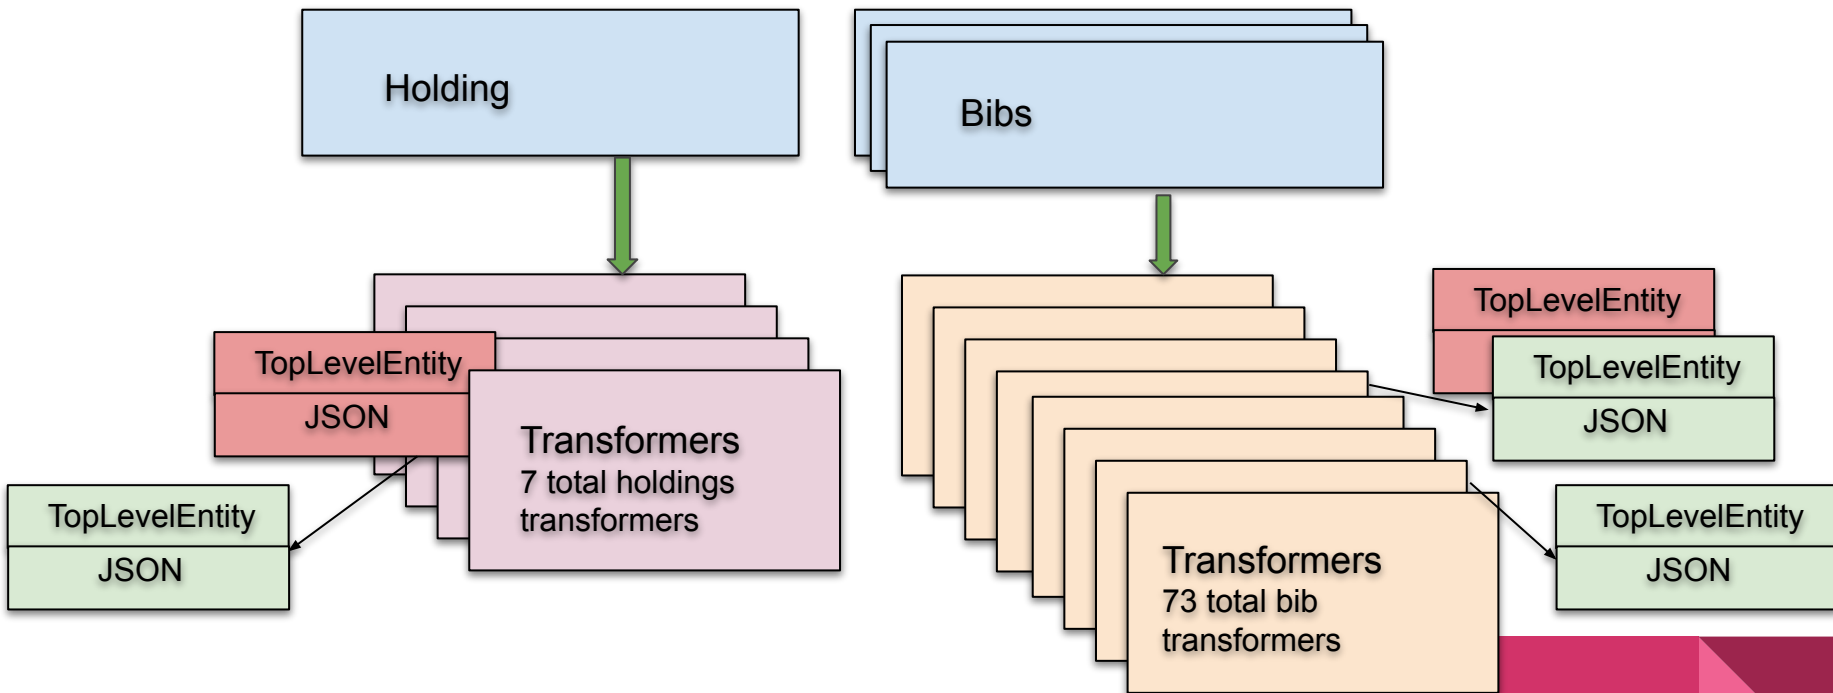 Holding
Bibs
TopLevelEntity
JSON
Transformers
7 total holdings
transformers
TopLevelEntity
JSON
TopLevelEntity
TopLevelEntity
JSON
TopLevelEntity
JSON
Transformers
73 total bib
transformers